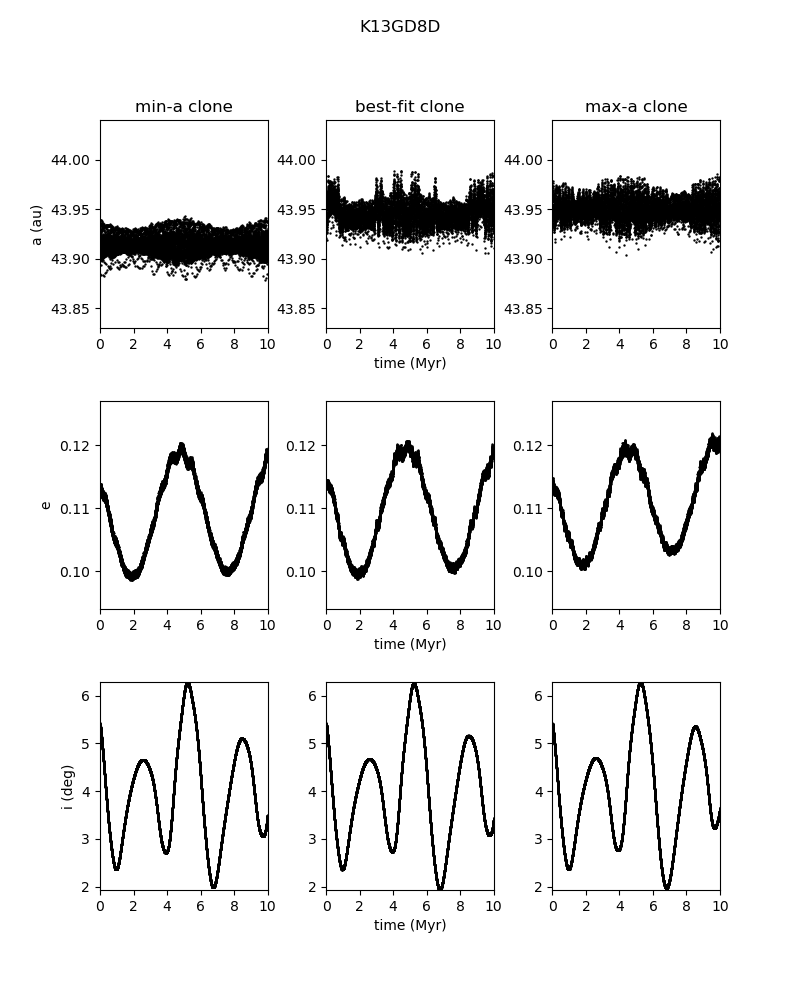 K13GD8D
min-a clone best-fit clone max-a clone
44.00 44.00 44.00
43.95 43.95 43.95
43.90 43.90 43.90
43.85 43.85 43.85
a (au)
0 2 4 6 8 10 0 2 4 6 8 10 0 2 4 6 8 10
time (Myr)
0.12 0.12 0.12
0.11 0.11 0.11
0.10 0.10 0.10
e
0 2 4 6 8 10 0 2 4 6 8 10 0 2 4 6 8 10
time (Myr)
6 6 6
5 5 5
4 4 4
3 3 3
2 2 2
i (deg)
0 2 4 6 8 10 0 2 4 6 8 10 0 2 4 6 8 10
time (Myr)